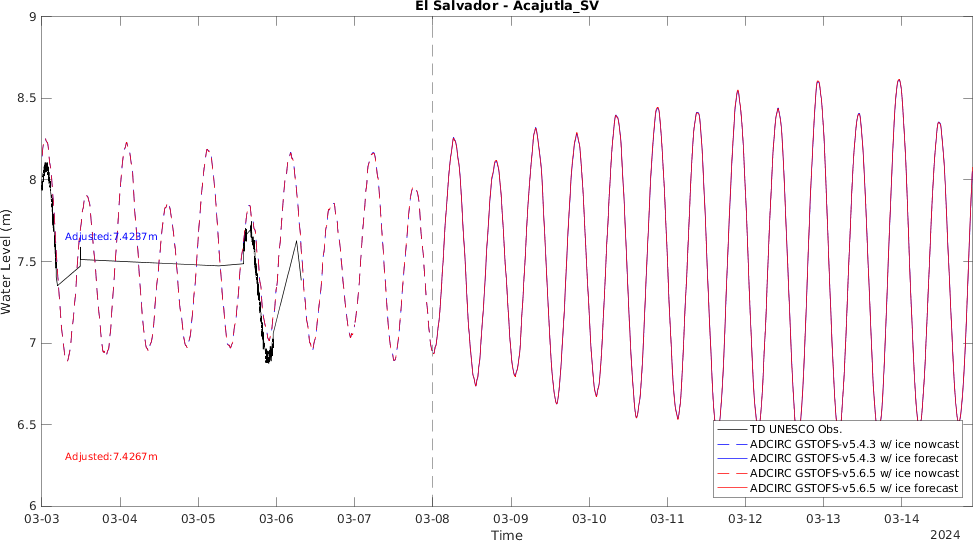 El Salvador - Acajutla_SV
9
8.5
8
7.5
7
6.5
6
Water Level (m)
Adjusted:7.4237m
Adjusted:7.4267m
TD UNESCO Obs.
ADCIRC GSTOFS-v5.4.3 w/ ice nowcast
ADCIRC GSTOFS-v5.4.3 w/ ice forecast
ADCIRC GSTOFS-v5.6.5 w/ ice nowcast
ADCIRC GSTOFS-v5.6.5 w/ ice forecast
03-03 03-04 03-05 03-06 03-07 03-08 03-09 03-10 03-11 03-12 03-13 03-14
Time
2024